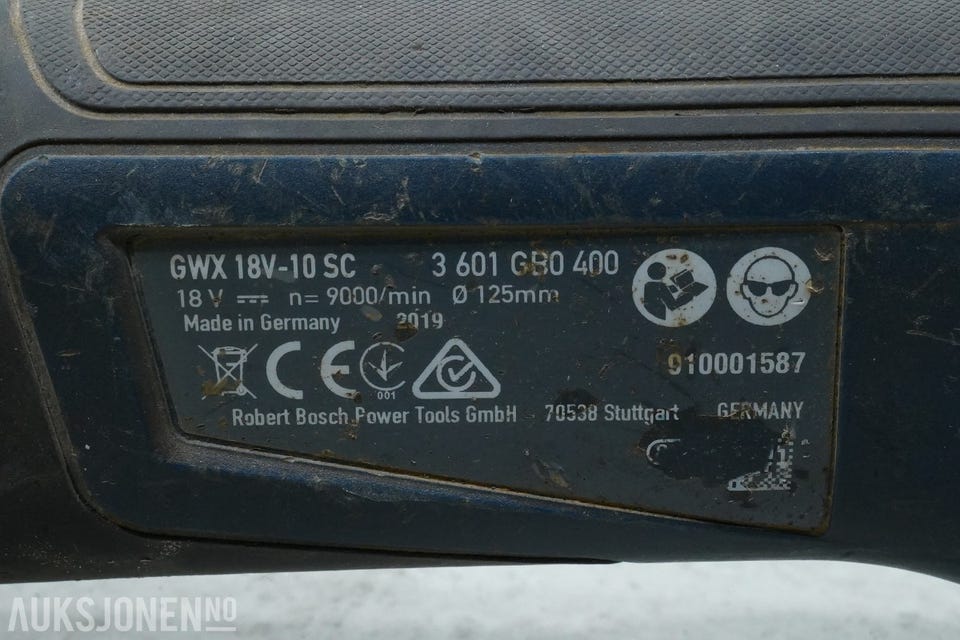 GWX 18V-10 SC 3 601 GB0 400
18 V n= 9000/min Ø 125mm
Made in Germany 2019
910001587
001
Robert Bosch Power Tools GmbH 70538 Stuttgart GERMANY
AUKSJONEN.NO